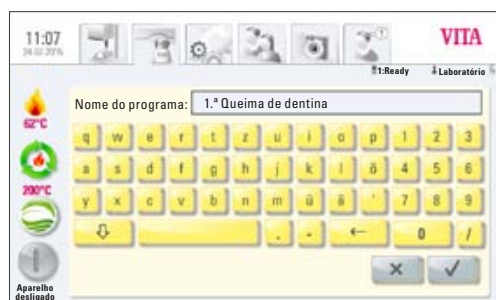 11:07
24.02.2015
VITA
1:Ready
Laboratório
Nome do programa: 1.ª Queima de dentina
62°C
q w e r t z u i o p 1 2 3
a s d f g h j k l ö 4 5 6
200°C
y x c v b n m ü ä ' 7 8 9
. - ← 0 /
Aparelho
desligado